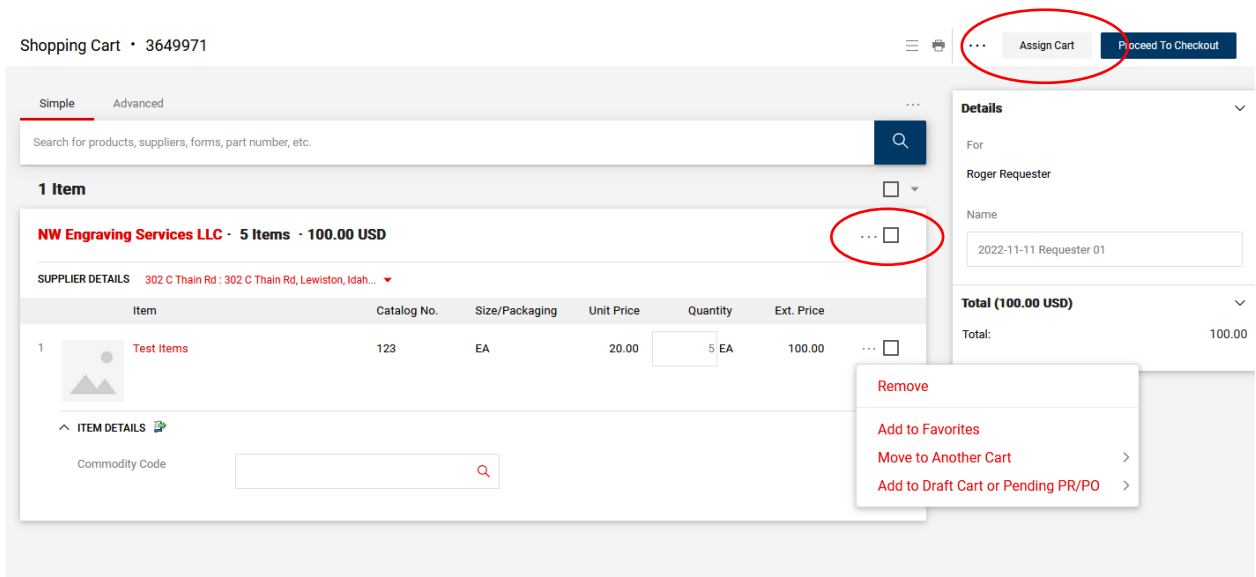 Shopping Cart • 3649971
... Assign Cart Proceed To Checkout
Simple Advanced ...
Search for products, suppliers, forms, part number, etc.
1 Item
NW Engraving Services LLC · 5 Items · 100.00 USD ...
SUPPLIER DETAILS 302 C Thain Rd : 302 C Thain Rd, Lewiston, Idah...
Item Catalog No. Size/Packaging Unit Price Quantity Ext. Price
1 Test Items 123 EA 20.00 5 EA 100.00 ...
ITEM DETAILS
Commodity Code
Remove
Add to Favorites
Move to Another Cart
Add to Draft Cart or Pending PR/PO
Details
For
Roger Requester
Name
2022-11-11 Requester 01
Total (100.00 USD)
Total: 100.00